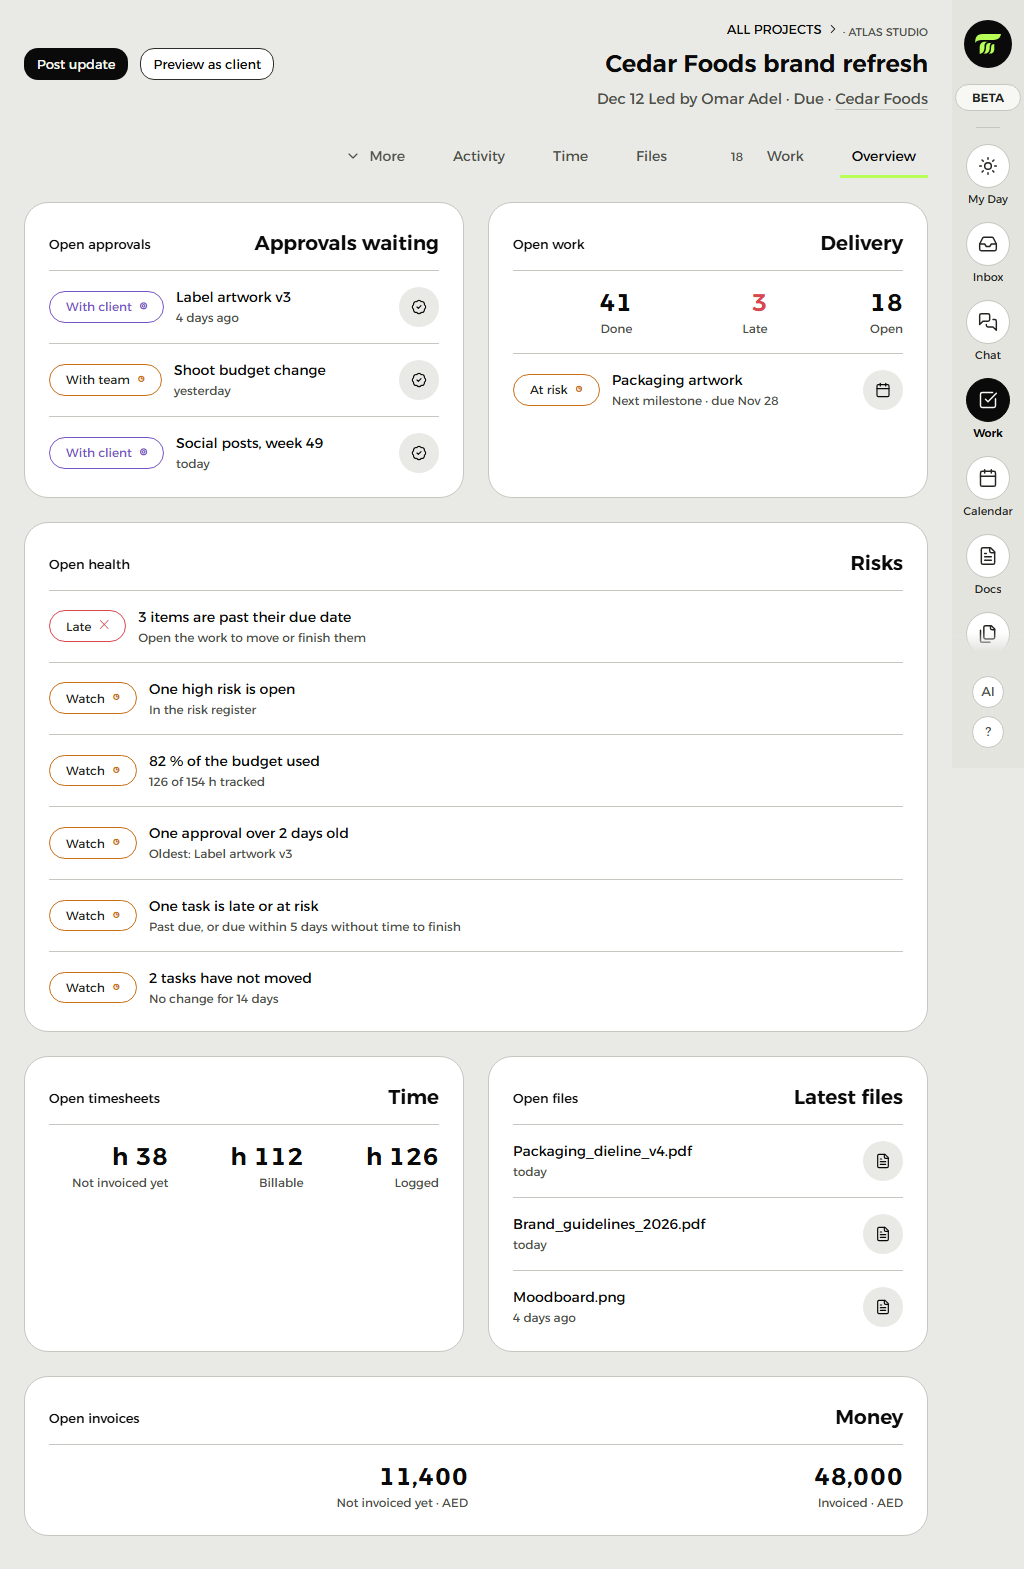 ALL PROJECTS
· ATLAS STUDIO
Cedar Foods brand refresh
Dec 12 Led by Omar Adel · Due · Cedar Foods
Post update
Preview as client
Overview
Work
18
Files
Time
Activity
More
Delivery
Open work
18
Open
3
Late
41
Done
At risk
Packaging artwork
Next milestone · due Nov 28
Approvals waiting
Open approvals
With client
Label artwork v3
4 days ago
With team
Shoot budget change
yesterday
With client
Social posts, week 49
today
Risks
Open health
Late
3 items are past their due date
Open the work to move or finish them
Watch
One high risk is open
In the risk register
Watch
82 % of the budget used
126 of 154 h tracked
Watch
One approval over 2 days old
Oldest: Label artwork v3
Watch
One task is late or at risk
Past due, or due within 5 days without time to finish
Watch
2 tasks have not moved
No change for 14 days
Latest files
Open files
Packaging_dieline_v4.pdf
today
Brand_guidelines_2026.pdf
today
Moodboard.png
4 days ago
Time
Open timesheets
h 126
Logged
h 112
Billable
h 38
Not invoiced yet
Money
Open invoices
48,000
Invoiced · AED
11,400
Not invoiced yet · AED
BETA
My Day
Inbox
Chat
Work
Calendar
Docs
AI
?